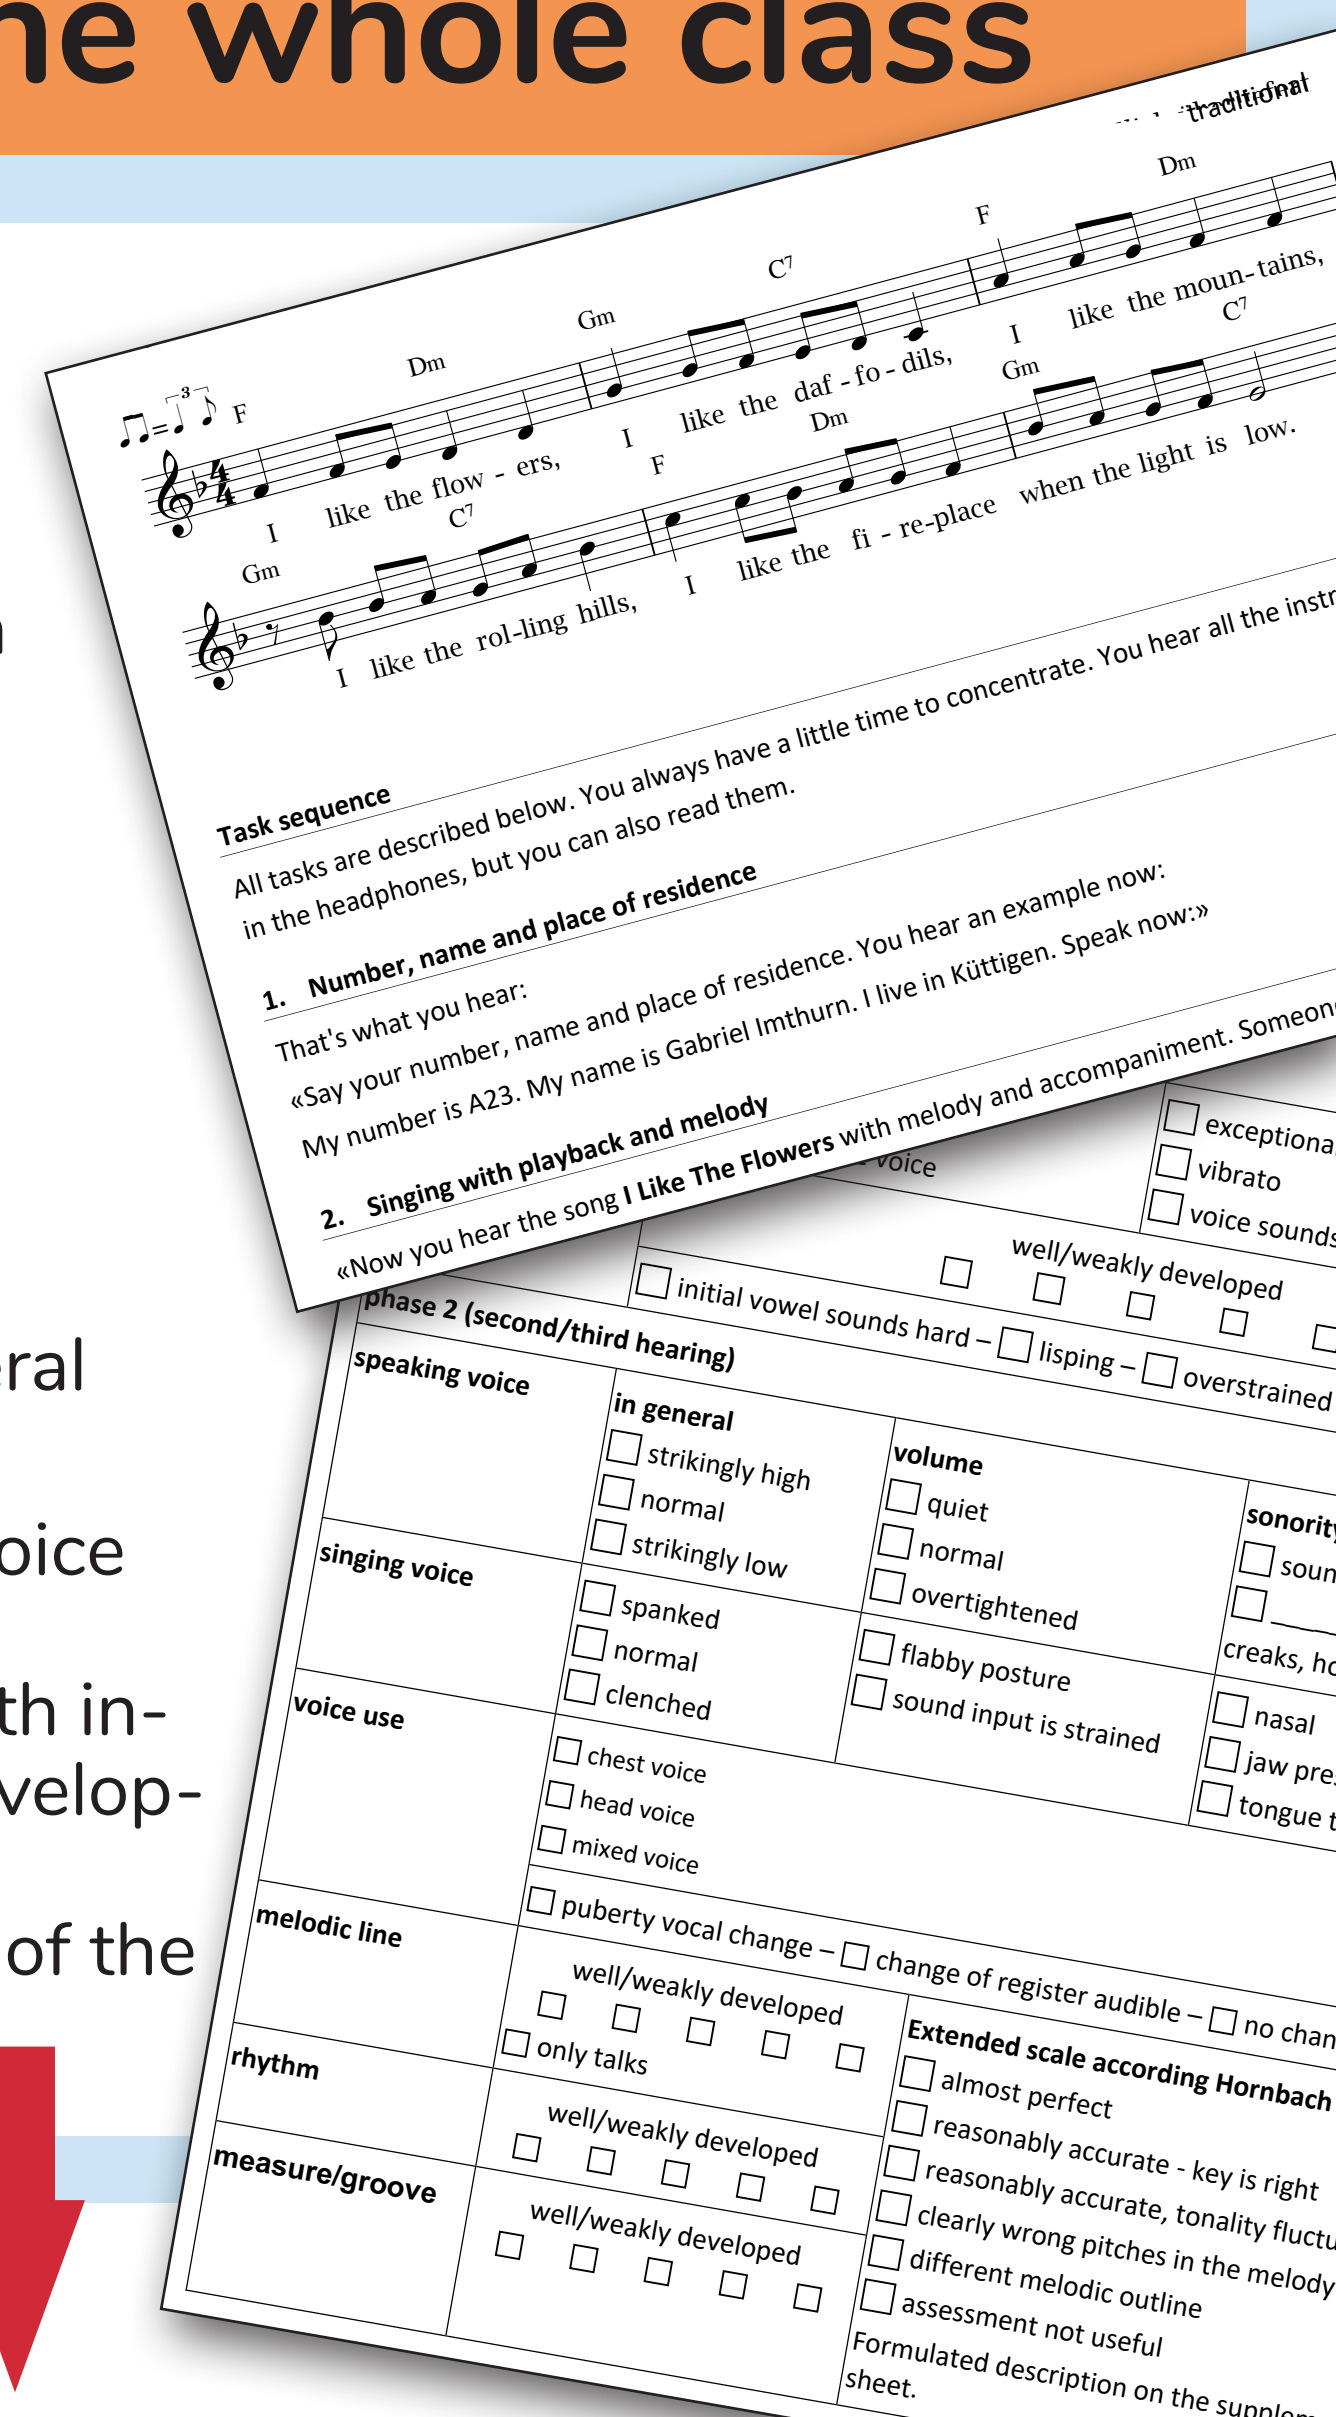 he whole class
traditional
F Dm Gm C7 F Dm
3
I like the flow - ers, I like the daf - fo - dils, I like the moun - tains,
Gm C7 F Dm Gm C7
I like the rol - ling hills, I like the fi - re-place when the light is low.
Task sequence
All tasks are described below. You always have a little time to concentrate. You hear all the instr
in the headphones, but you can also read them.
1. Number, name and place of residence
That's what you hear:
«Say your number, name and place of residence. You hear an example now:
My number is A23. My name is Gabriel Imthurn. I live in Küttigen. Speak now:»
2. Singing with playback and melody
«Now you hear the song I Like The Flowers with melody and accompaniment. Someone
eral
oice
th in-
velop-
of the
voice
exceptiona
vibrato
voice sounds
well/weakly developed
initial vowel sounds hard – lisping – overstrained
phase 2 (second/third hearing)
speaking voice
in general
strikingly high
normal
strikingly low
volume
quiet
normal
overtightened
sonority
soun
creaks, ho
singing voice
spanked
normal
clenched
flabby posture
sound input is strained
nasal
jaw pres
tongue t
voice use
chest voice
head voice
mixed voice
puberty vocal change – change of register audible – no chan
melodic line
well/weakly developed
only talks
Extended scale according Hornbach
almost perfect
reasonably accurate - key is right
reasonably accurate, tonality fluctu
clearly wrong pitches in the melody
different melodic outline
assessment not useful
Formulated description on the supplem
sheet.
rhythm
well/weakly developed
measure/groove
well/weakly developed